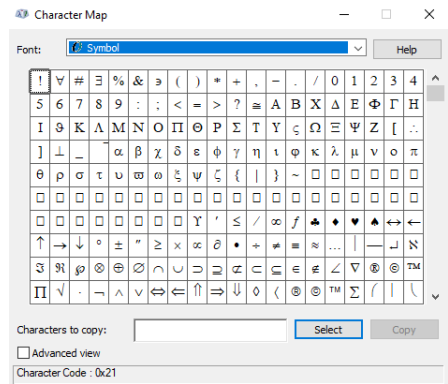 Character Map
Font: Symbol Help
! ∀ # ∃ % & ∍ ( ) * + , − . / 0 1 2 3 4
5 6 7 8 9 : ; < = > ? ≅ Α Β Χ Δ Ε Φ Γ Η
Ι ϑ Κ Λ Μ Ν Ο Π Θ Ρ Σ Τ Υ ς Ω Ξ Ψ Ζ [ ∴
] ⊥ _ ‾ α β χ δ ε ϕ γ η ι φ κ λ μ ν ο π
θ ρ σ τ υ ϖ ω ξ ψ ζ { | } ~ □ □ □ □ □ □
□ □ □ □ □ □ □ □ □ □ □ □ □ □ □ □ □ □ □ □
□ □ □ □ □ □ □ ϒ ′ ≤ ⁄ ∞ ƒ ♣ ♦ ♥ ♠ ↔ ←
↑ → ↓ ° ± ″ ≥ × ∝ ∂ • ÷ ≠ ≡ ≈ … | — ↵ ℵ
ℑ ℜ ℘ ⊗ ⊕ ∅ ∩ ∪ ⊃ ⊇ ⊄ ⊂ ⊆ ∈ ∉ ∠ ∇ ® © ™
∏ √ ⋅ ¬ ∧ ∨ ⇔ ⇐ ⇑ ⇒ ⇓ ◊ 〈 ® © ™ ∑ ⎛ ⎜ ⎝
Characters to copy: Select Copy
Advanced view
Character Code : 0x21